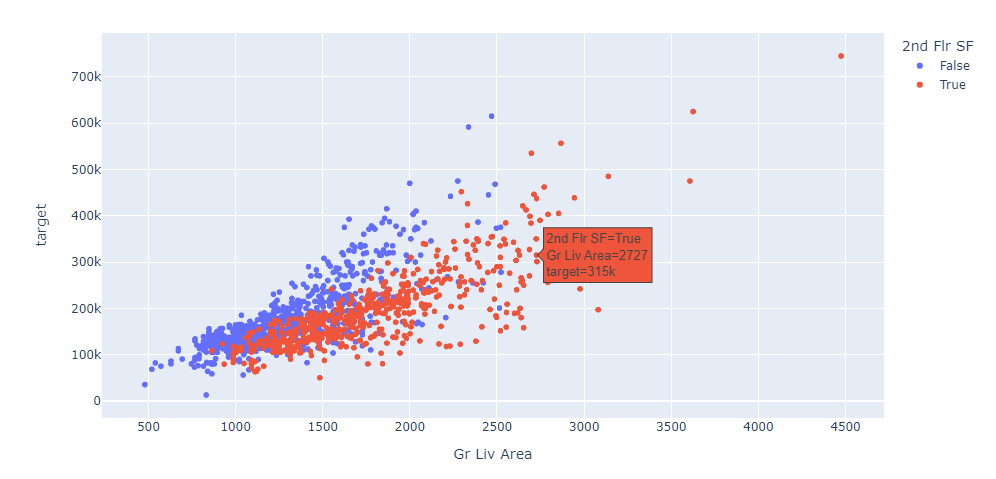 2nd Flr SF
False
True
700k
600k
500k
400k
300k
200k
100k
0
target
2nd Flr SF=True
Gr Liv Area=2727
target=315k
500 1000 1500 2000 2500 3000 3500 4000 4500
Gr Liv Area